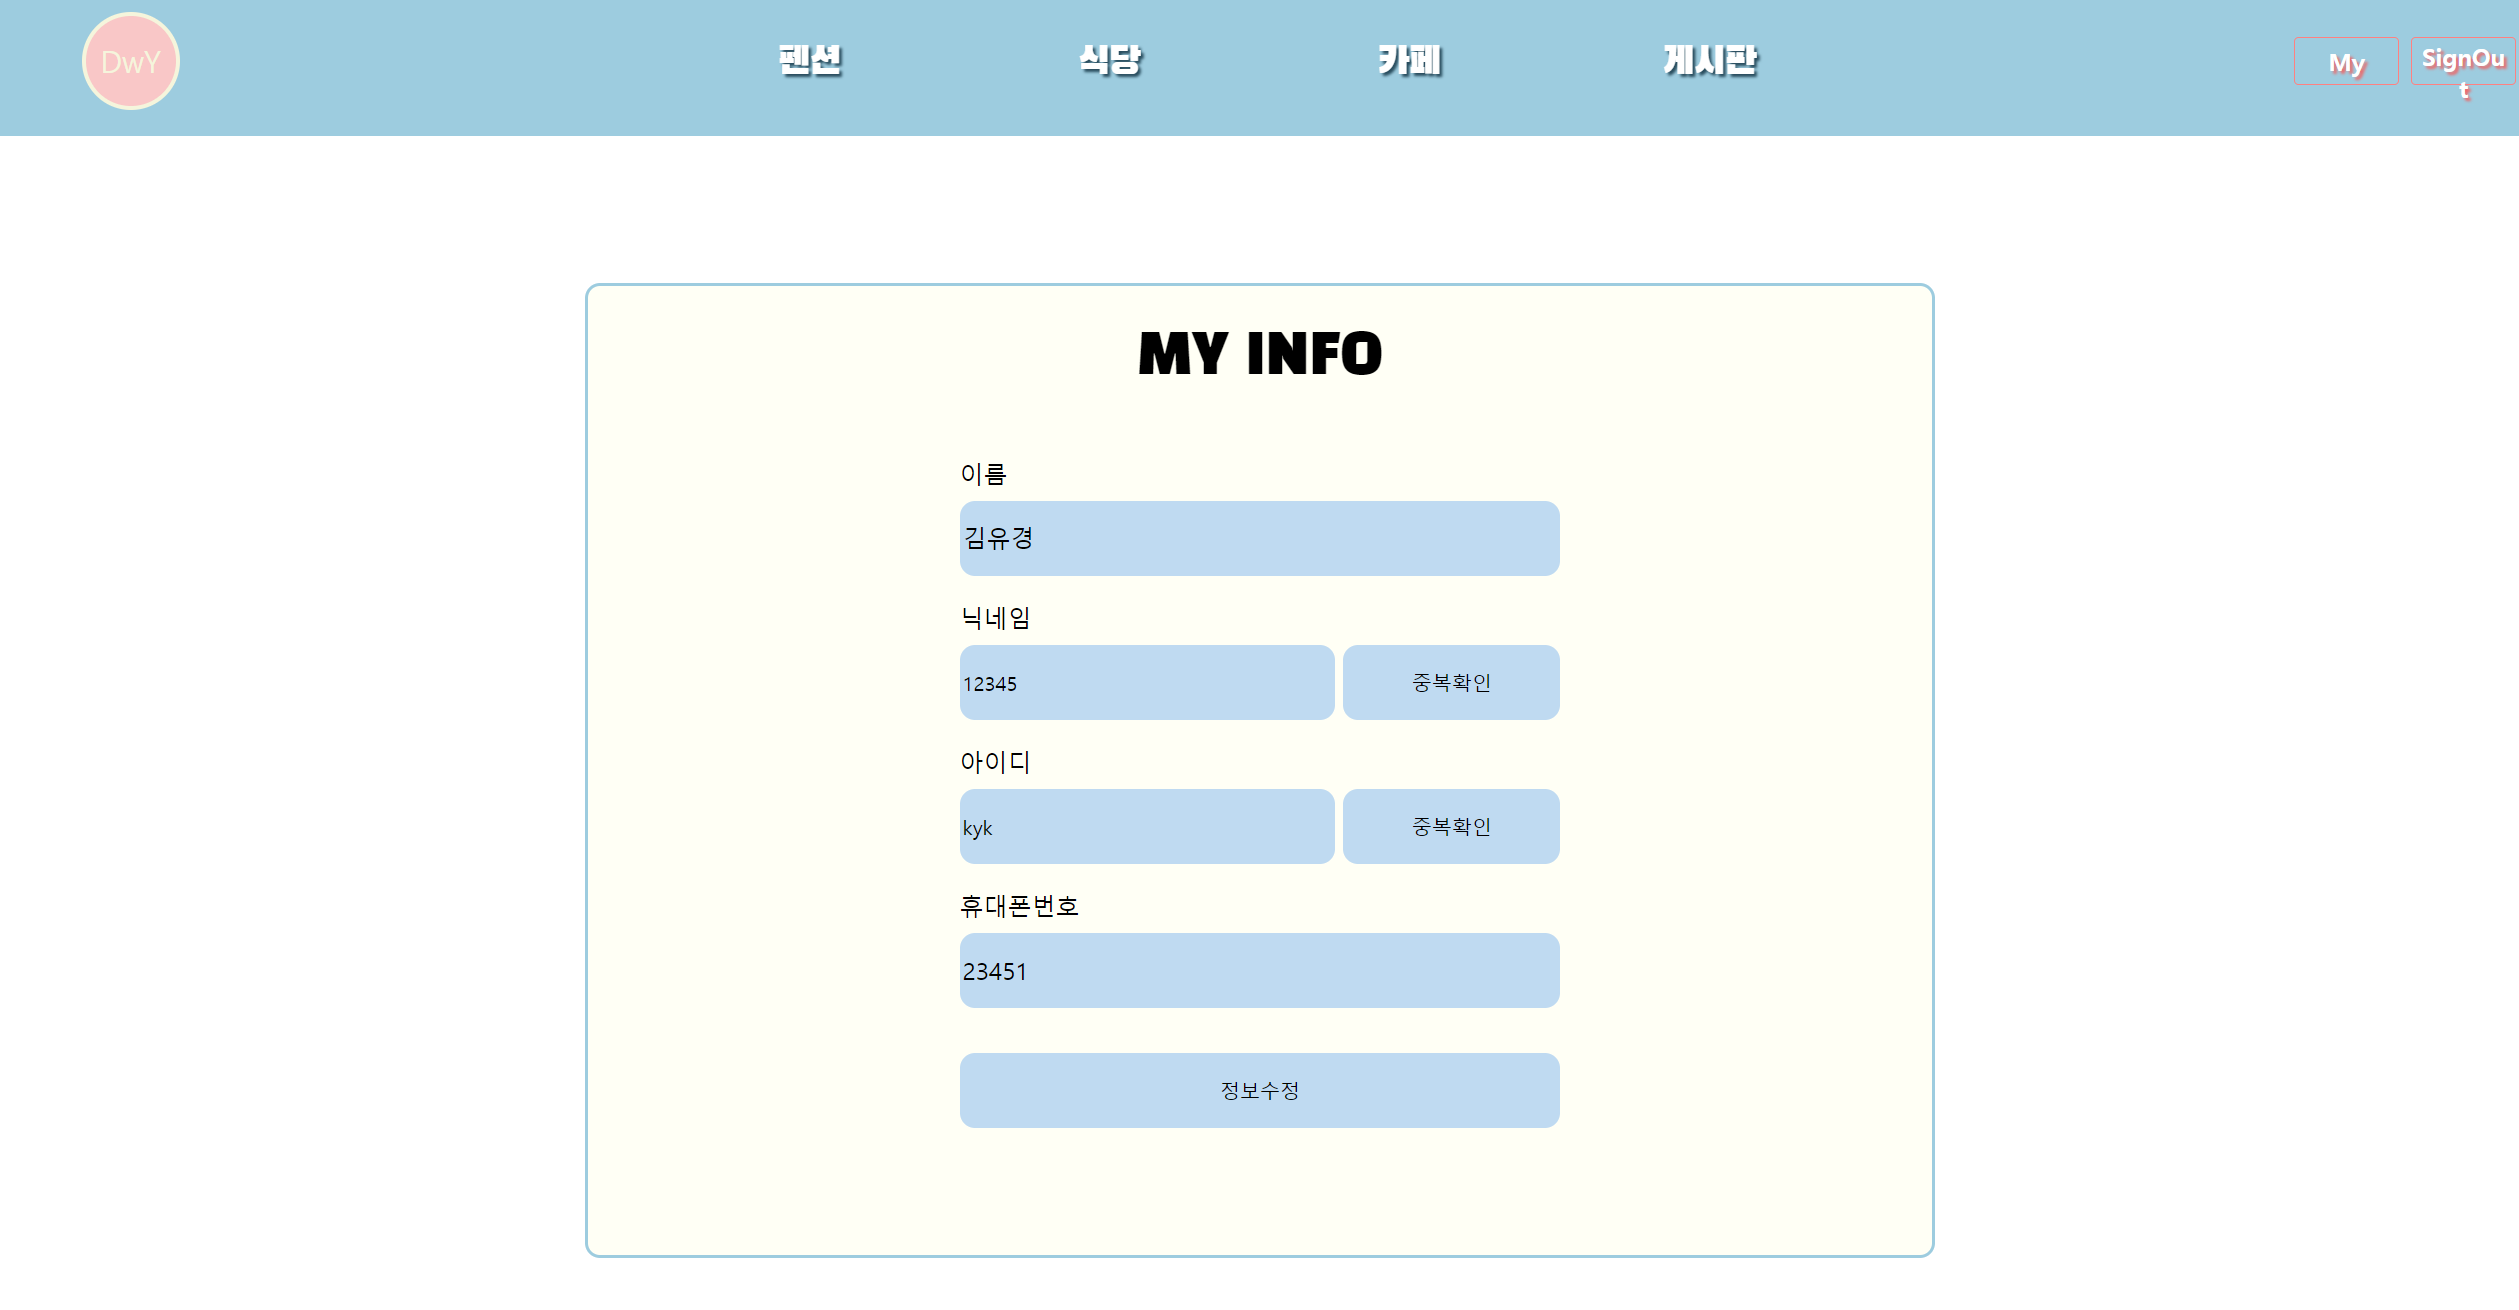 DwY
펜션
식당
카페
게시판
My
SignOu
t
MY INFO
이름
김유경
닉네임
12345
중복확인
아이디
kyk
중복확인
휴대폰번호
23451
정보수정